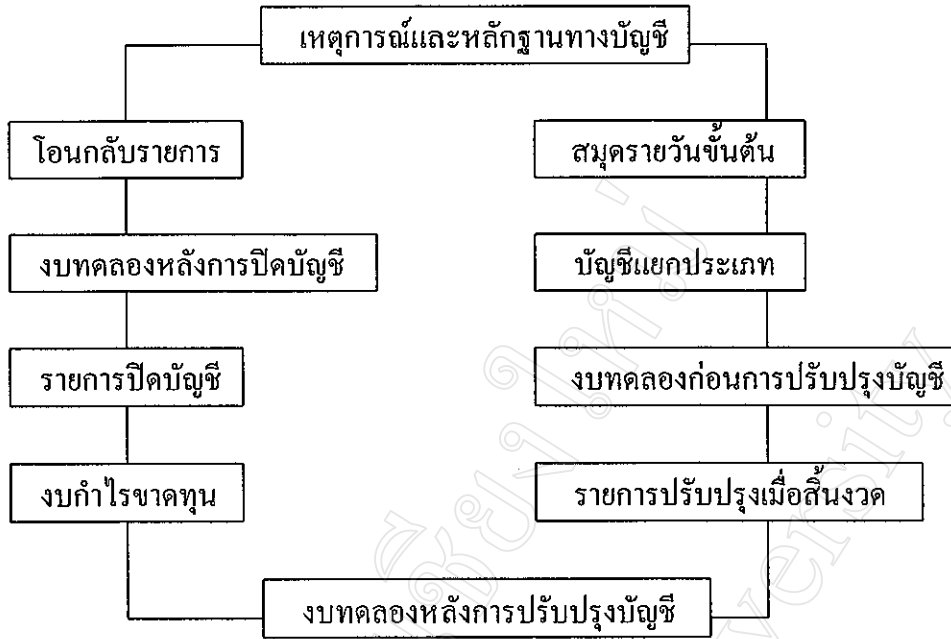 เหตุการณ์และหลักฐานทางบัญชี
โอนกลับรายการ
สมุดรายวันขั้นต้น
งบทดลองหลังการปิดบัญชี
บัญชีแยกประเภท
รายการปิดบัญชี
งบทดลองก่อนการปรับปรุงบัญชี
งบกำไรขาดทุน
รายการปรับปรุงเมื่อสิ้นงวด
งบทดลองหลังการปรับปรุงบัญชี